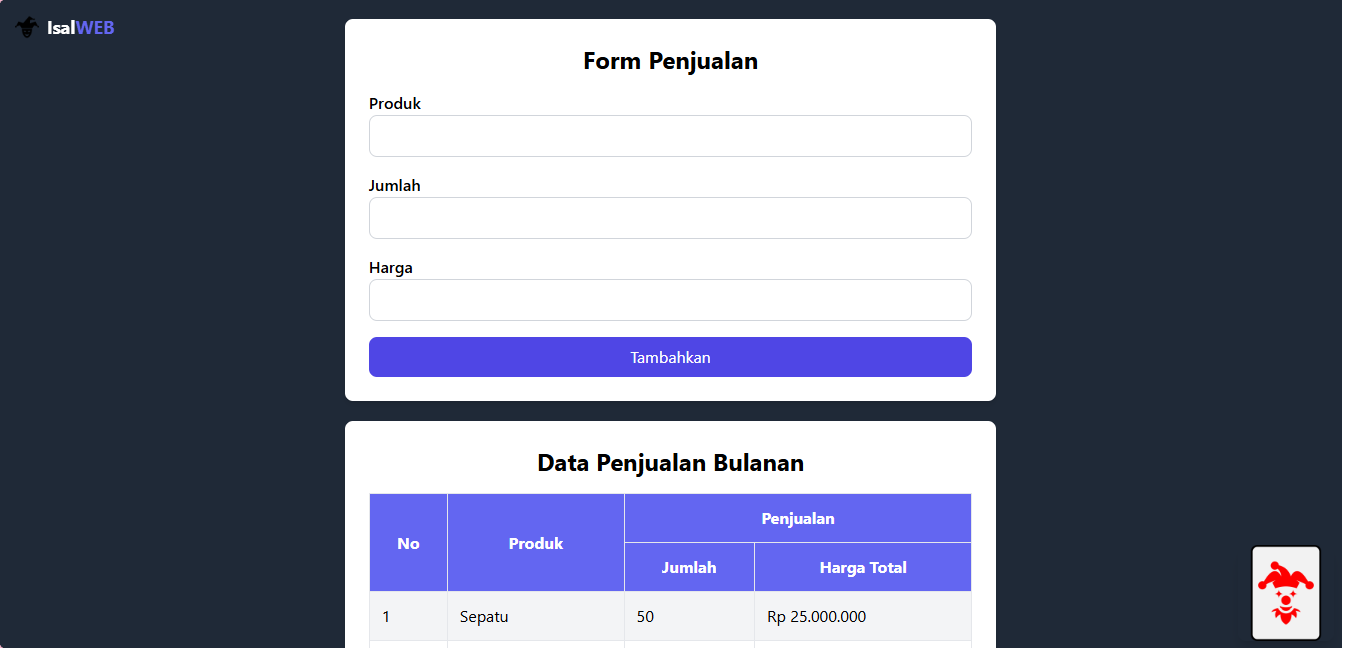 IsalWEB
Form Penjualan
Produk
Jumlah
Harga
Tambahkan
Data Penjualan Bulanan
No Produk Penjualan
Jumlah Harga Total
1 Sepatu 50 Rp 25.000.000